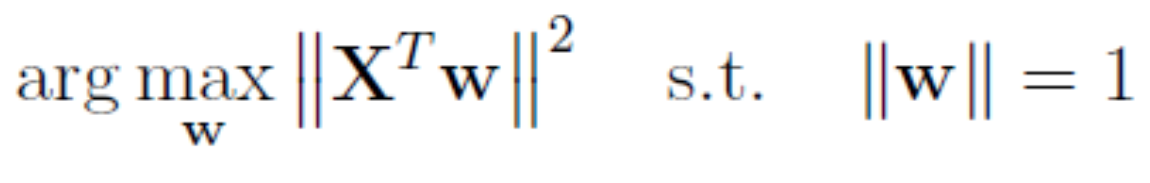 arg max_w ‖X^T w‖^2 s.t. ‖w‖ = 1